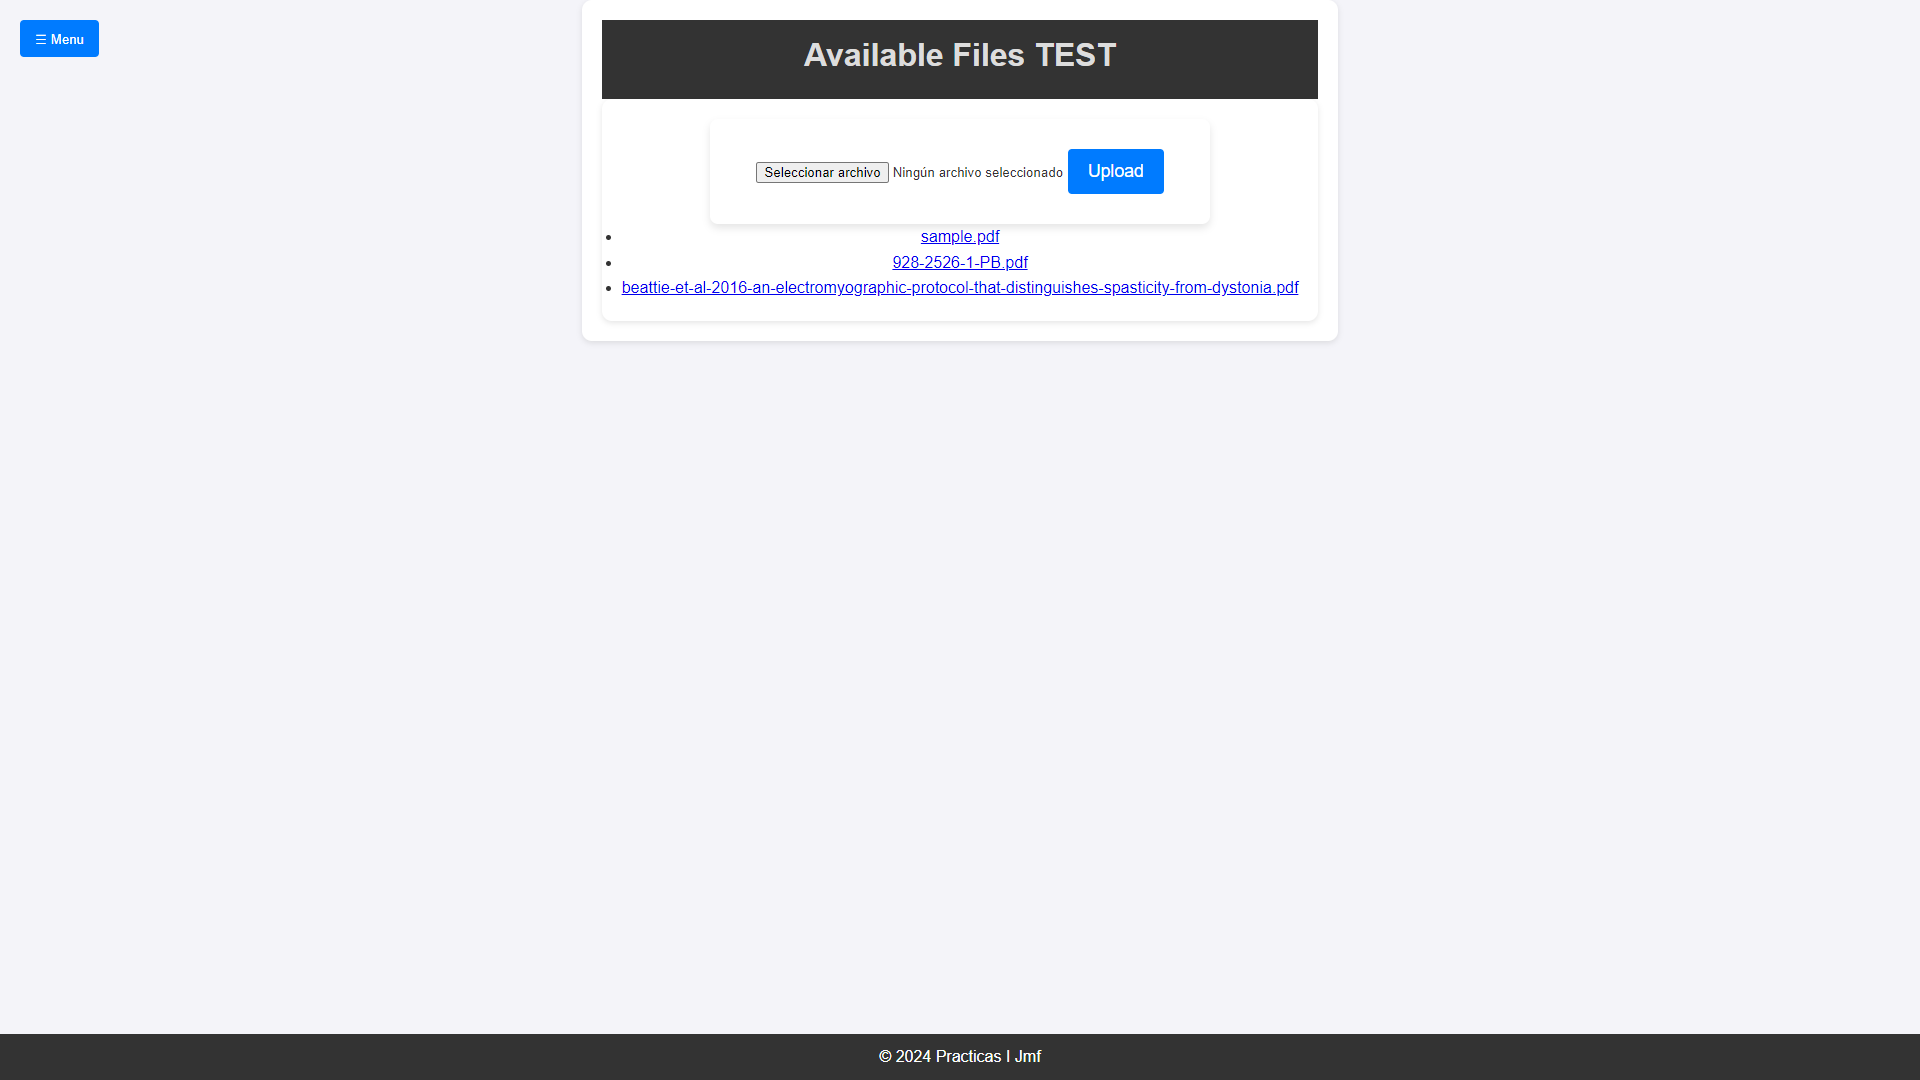 ☰ Menu
Available Files TEST
Seleccionar archivo Ningún archivo seleccionado Upload
• sample.pdf
• 928-2526-1-PB.pdf
• beattie-et-al-2016-an-electromyographic-protocol-that-distinguishes-spasticity-from-dystonia.pdf
© 2024 Practicas I Jmf